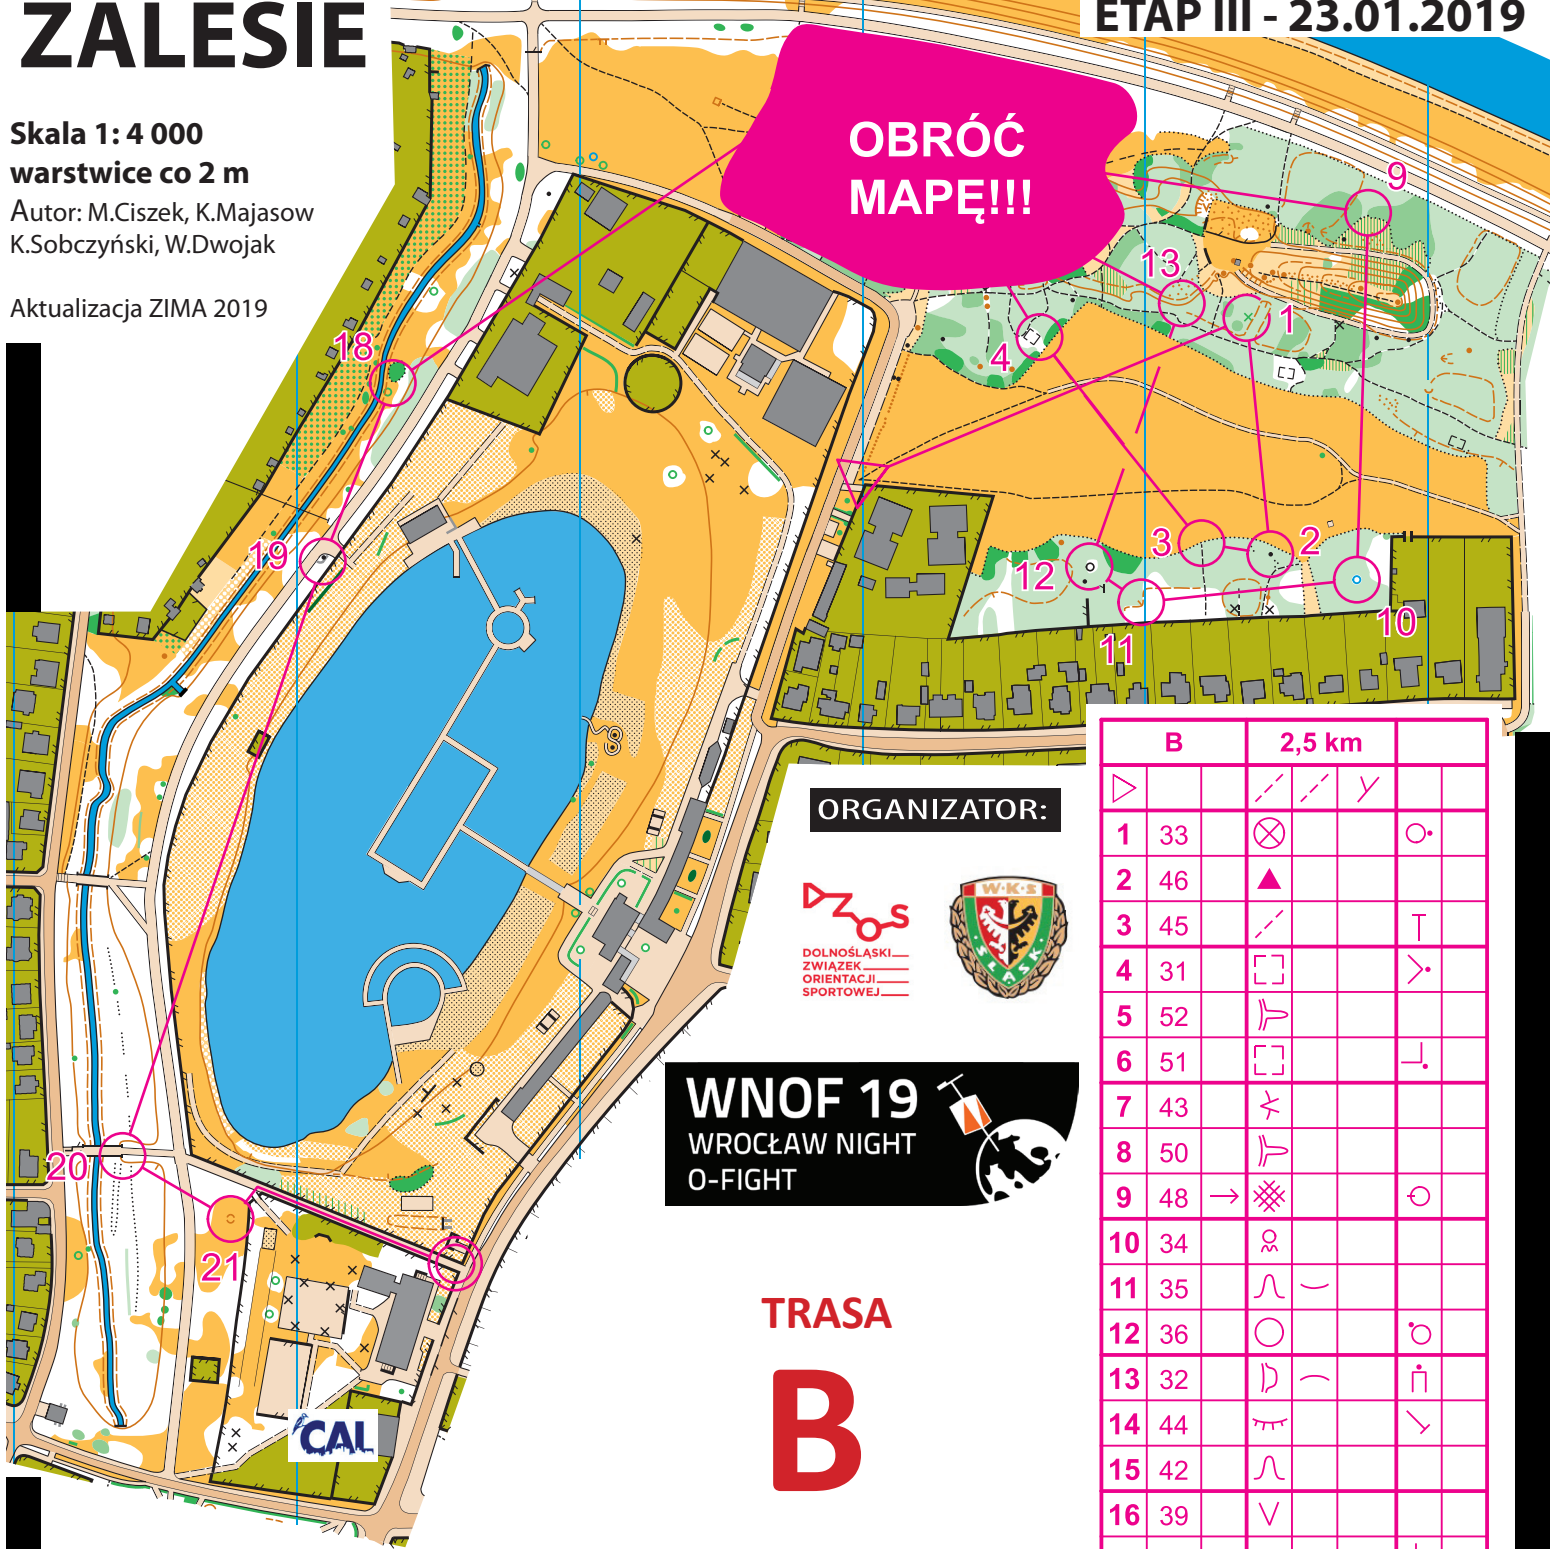 ZALESIE
ETAP III - 23.01.2019
Skala 1: 4 000
warstwice co 2 m
Autor: M.Ciszek, K.Majasow
K.Sobczyński, W.Dwojak
Aktualizacja ZIMA 2019
OBRÓĆ
MAPĘ!!!
9
13
1
18
4
19
3
2
12
10
11
20
21
B 2,5 km
1 33
2 46
3 45
4 31
5 52
6 51
7 43
8 50
9 48
10 34
11 35
12 36
13 32
14 44
15 42
16 39
ORGANIZATOR:
DZOS
DOLNOŚLĄSKI
ZWIĄZEK
ORIENTACJI
SPORTOWEJ
W·K·S
ŚLĄSK
WNOF 19
WROCŁAW NIGHT
O-FIGHT
TRASA
B
CAL